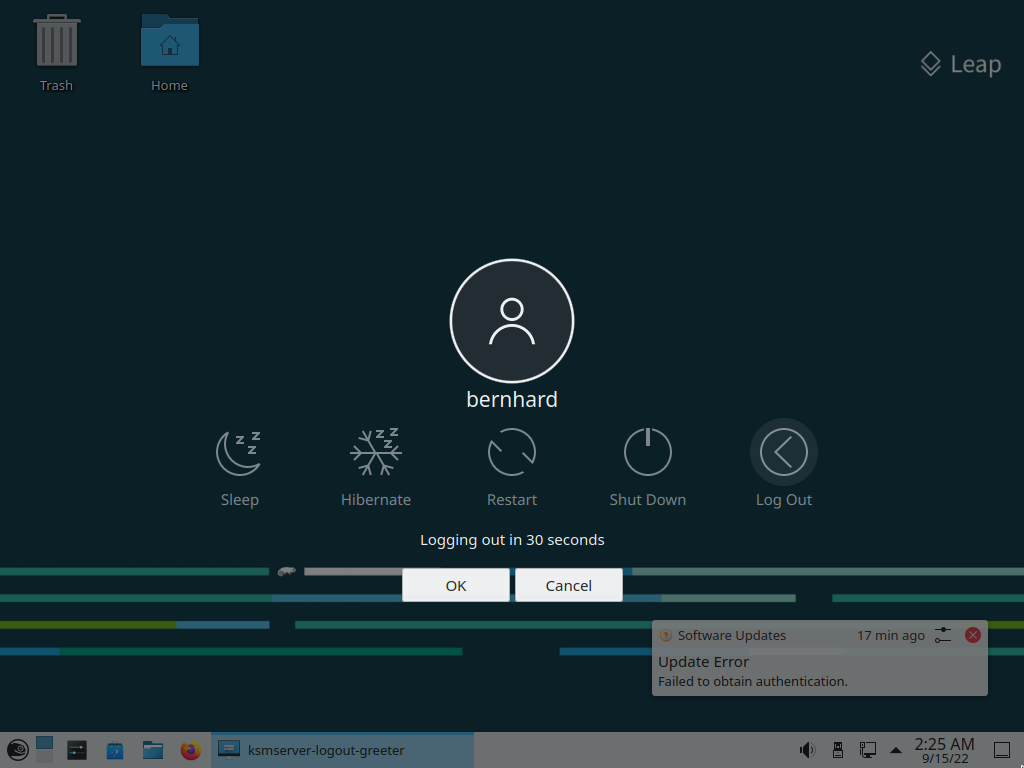 Trash
Home
Leap
bernhard
Sleep
Hibernate
Restart
Shut Down
Log Out
Logging out in 30 seconds
OK
Cancel
Software Updates
17 min ago
Update Error
Failed to obtain authentication.
ksmserver-logout-greeter
2:25 AM
9/15/22